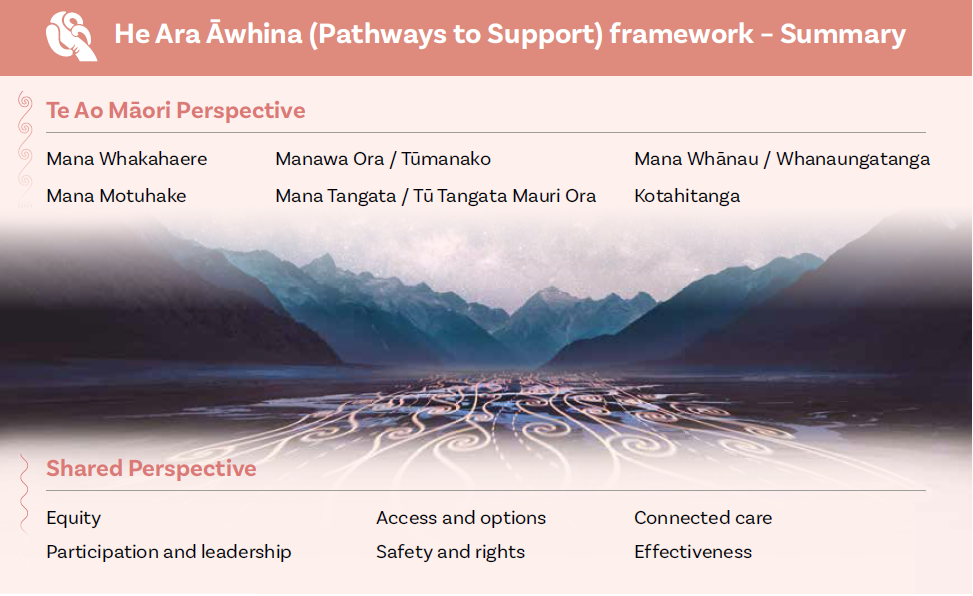 He Ara Āwhina (Pathways to Support) framework – Summary
Te Ao Māori Perspective
Mana Whakahaere Manawa Ora / Tūmanako Mana Whānau / Whanaungatanga
Mana Motuhake Mana Tangata / Tū Tangata Mauri Ora Kotahitanga
Shared Perspective
Equity Access and options Connected care
Participation and leadership Safety and rights Effectiveness